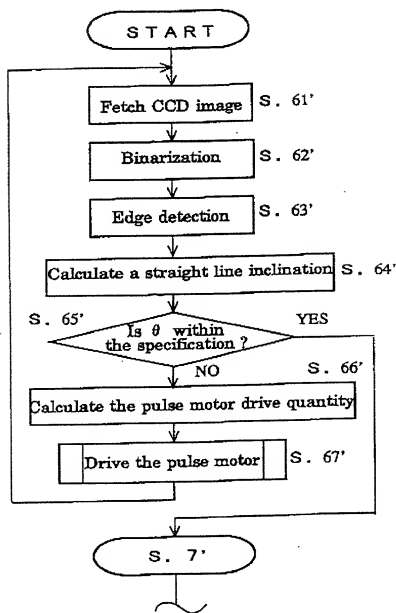 START
Fetch CCD image S. 61'
Binarization S. 62'
Edge detection S. 63'
Calculate a straight line inclination S. 64'
S. 65'
Is θ within
the specification ?
YES
NO
S. 66'
Calculate the pulse motor drive quantity
Drive the pulse motor S. 67'
S. 7'